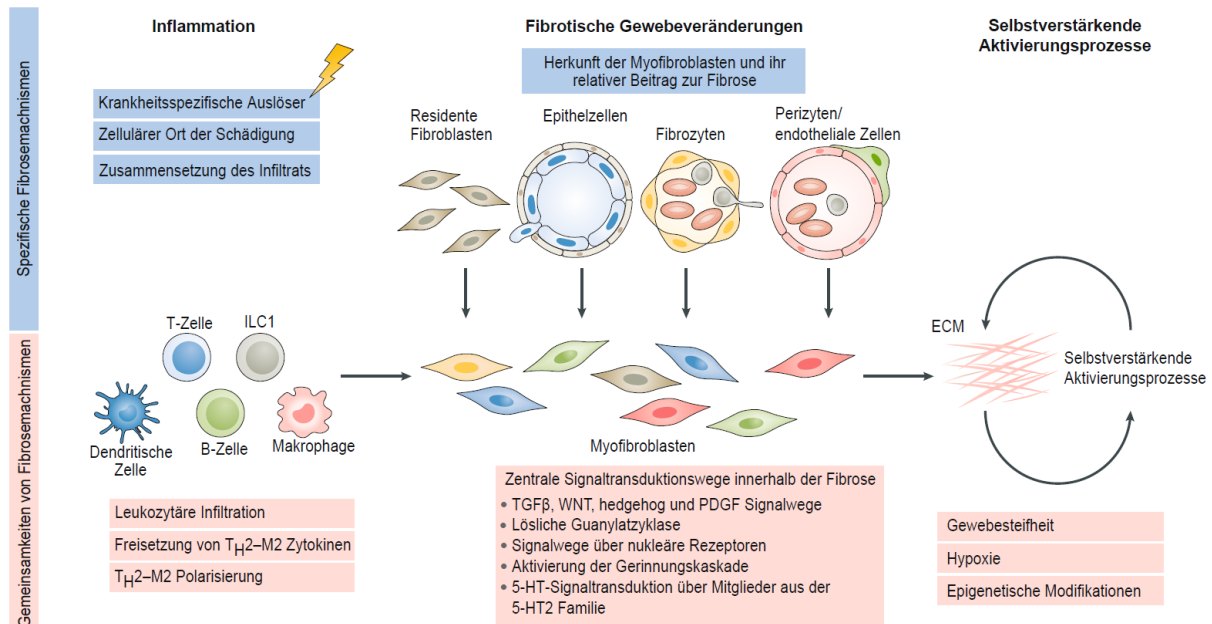 Inflammation
Fibrotische Gewebeveränderungen
Selbstverstärkende
Aktivierungsprozesse
Spezifische Fibrosemachnismen
Krankheitsspezifische Auslöser
Zellulärer Ort der Schädigung
Zusammensetzung des Infiltrats
Herkunft der Myofibroblasten und ihr
relativer Beitrag zur Fibrose
Residente
Fibroblasten
Epithelzellen
Fibrozyten
Perizyten/
endotheliale Zellen
Gemeinsamkeiten von Fibrosemachnismen
T-Zelle
ILC1
Dendritische
Zelle
B-Zelle
Makrophage
Leukozytäre Infiltration
Freisetzung von TH2–M2 Zytokinen
TH2–M2 Polarisierung
Myofibroblasten
Zentrale Signaltransduktionswege innerhalb der Fibrose
• TGFβ, WNT, hedgehog und PDGF Signalwege
• Lösliche Guanylatzyklase
• Signalwege über nukleäre Rezeptoren
• Aktivierung der Gerinnungskaskade
• 5-HT-Signaltransduktion über Mitglieder aus der
5-HT2 Familie
ECM
Selbstverstärkende
Aktivierungsprozesse
Gewebesteifheit
Hypoxie
Epigenetische Modifikationen